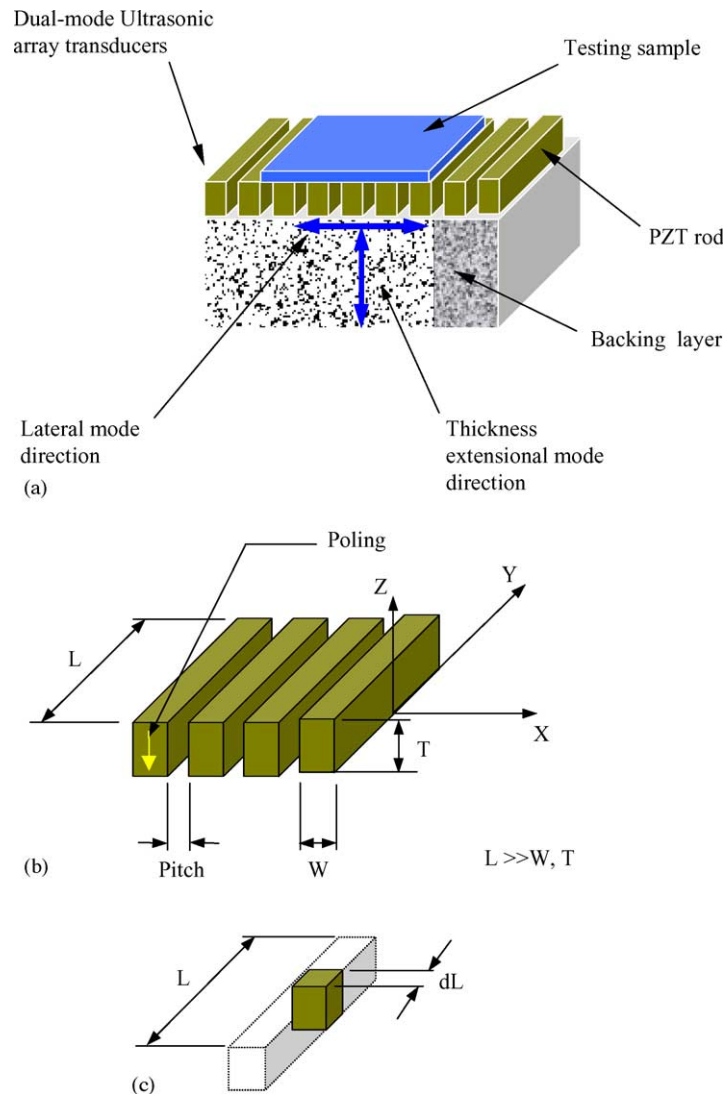 Dual-mode Ultrasonic
array transducers
Testing sample
PZT rod
Backing layer
Lateral mode
direction
Thickness
extensional mode
direction
(a)
Poling
Z
Y
L
X
T
Pitch
W
L >>W, T
(b)
L
dL
(c)